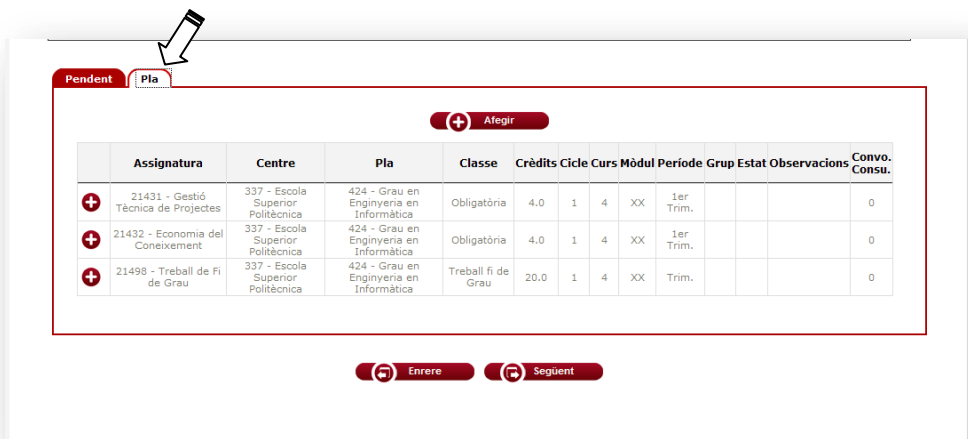 Pendent Pla
Afegir
Assignatura Centre Pla Classe Crèdits Cicle Curs Mòdul Període Grup Estat Observacions Convo. Consu.
21431 - Gestió Tècnica de Projectes 337 - Escola Superior Politècnica 424 - Grau en Enginyeria en Informàtica Obligatòria 4.0 1 4 XX 1er Trim. 0
21432 - Economia del Coneixement 337 - Escola Superior Politècnica 424 - Grau en Enginyeria en Informàtica Obligatòria 4.0 1 4 XX 1er Trim. 0
21498 - Treball de Fi de Grau 337 - Escola Superior Politècnica 424 - Grau en Enginyeria en Informàtica Treball fi de Grau 20.0 1 4 XX Trim. 0
Enrere Següent